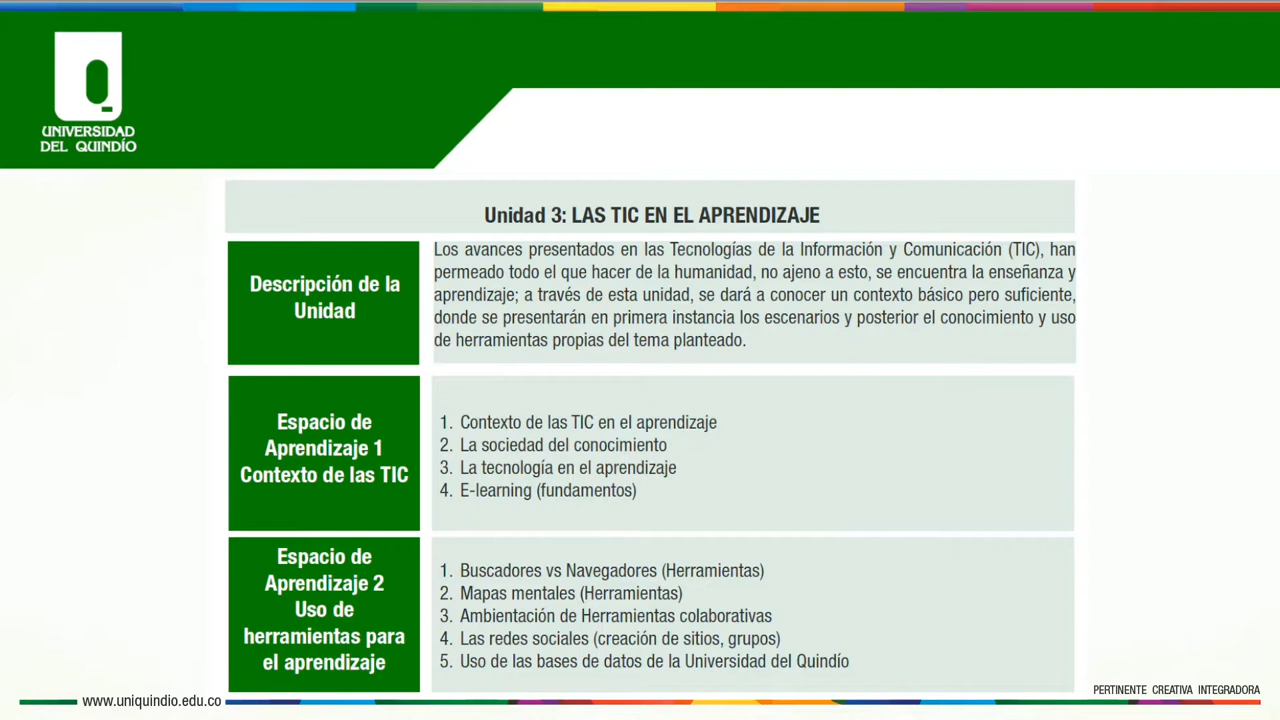 UNIVERSIDAD
DEL QUINDÍO
Unidad 3: LAS TIC EN EL APRENDIZAJE
Descripción de la
Unidad
Los avances presentados en las Tecnologías de la Información y Comunicación (TIC), han
permeado todo el que hacer de la humanidad, no ajeno a esto, se encuentra la enseñanza y
aprendizaje; a través de esta unidad, se dará a conocer un contexto básico pero suficiente,
donde se presentarán en primera instancia los escenarios y posterior el conocimiento y uso
de herramientas propias del tema planteado.
Espacio de
Aprendizaje 1
Contexto de las TIC
1. Contexto de las TIC en el aprendizaje
2. La sociedad del conocimiento
3. La tecnología en el aprendizaje
4. E-learning (fundamentos)
Espacio de
Aprendizaje 2
Uso de
herramientas para
el aprendizaje
1. Buscadores vs Navegadores (Herramientas)
2. Mapas mentales (Herramientas)
3. Ambientación de Herramientas colaborativas
4. Las redes sociales (creación de sitios, grupos)
5. Uso de las bases de datos de la Universidad del Quindío
www.uniquindio.edu.co
PERTINENTE CREATIVA INTEGRADORA